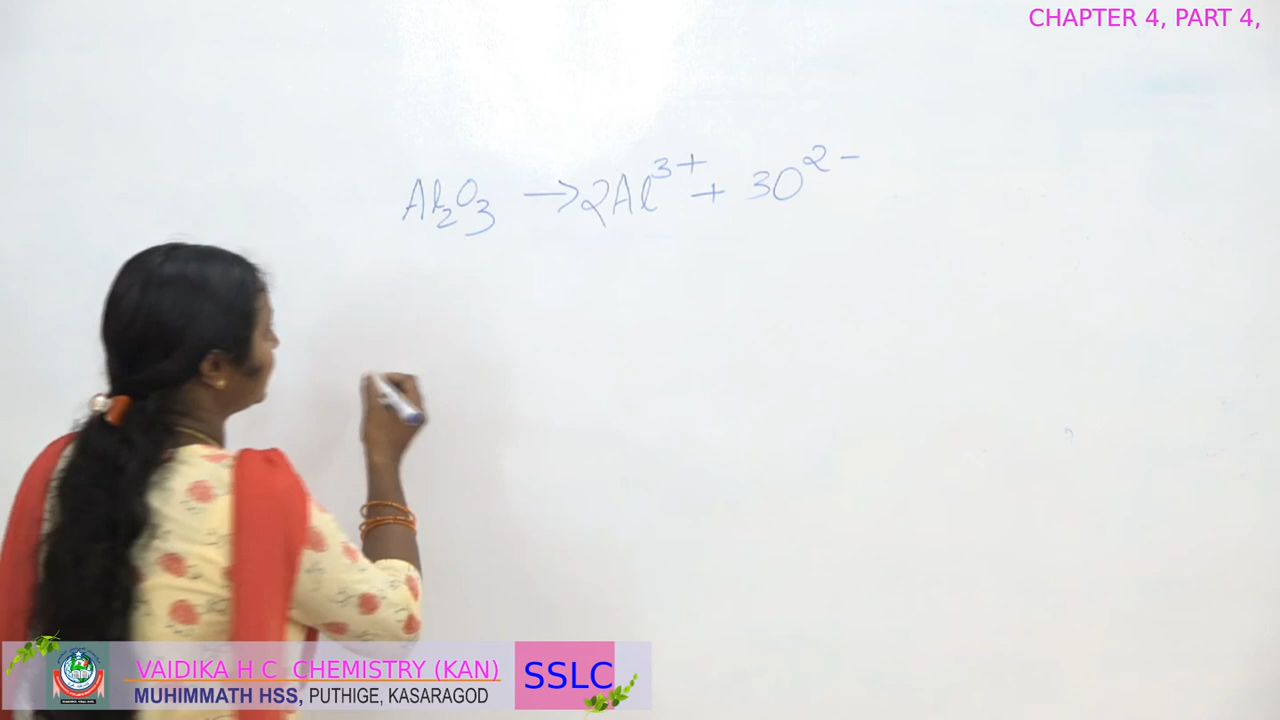 CHAPTER 4, PART 4,
Al₂O₃ → 2Al³⁺ + 3O²⁻
VAIDIKA H C CHEMISTRY (KAN)
MUHIMMATH HSS, PUTHIGE, KASARAGOD
SSLC